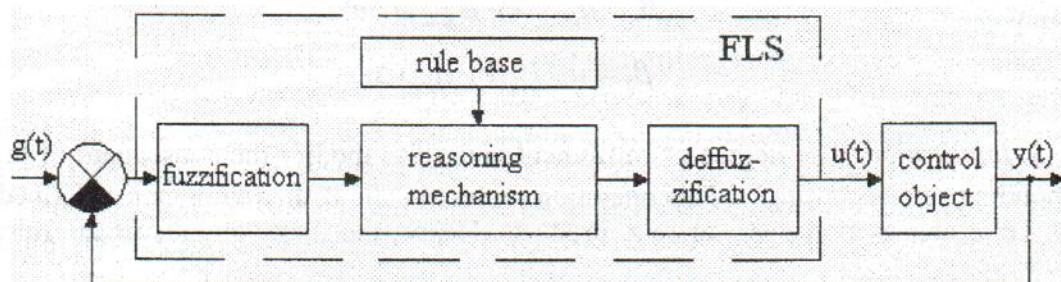 FLS
rule base
g(t)
fuzzification
reasoning
mechanism
deffuz-
zification
u(t)
control
object
y(t)